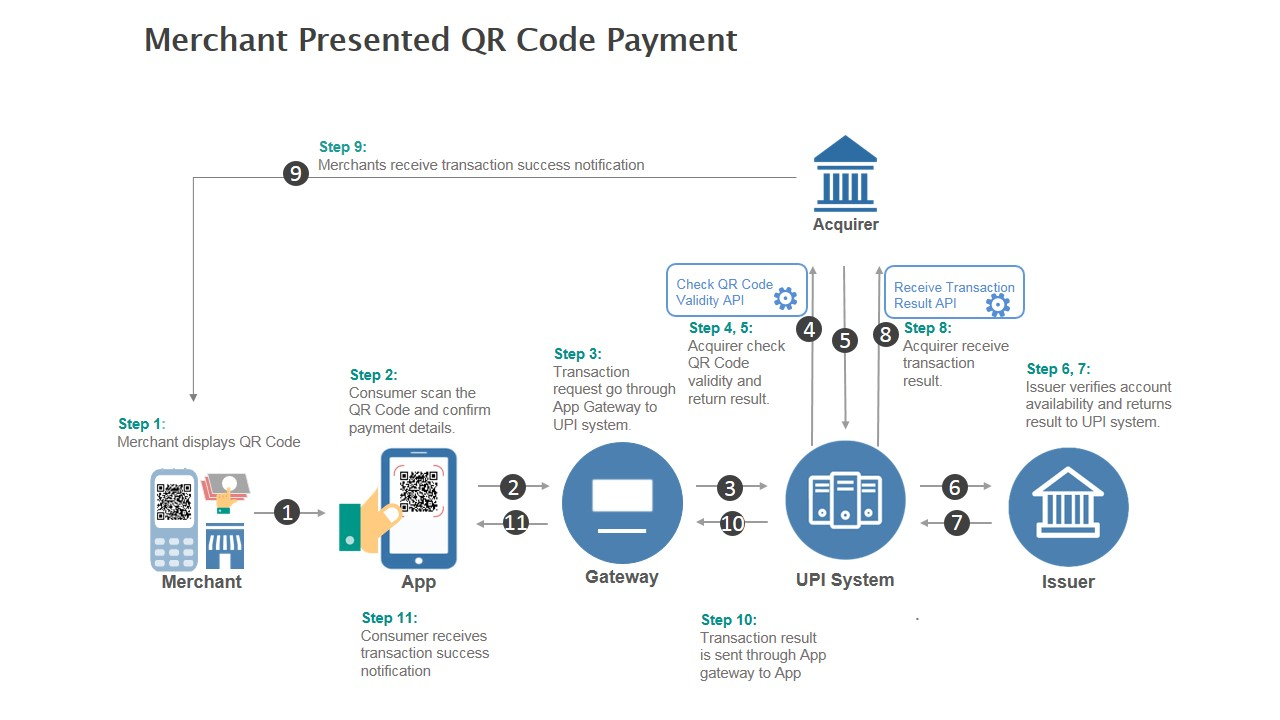 Merchant Presented QR Code Payment
Step 9:
Merchants receive transaction success notification
9
Acquirer
Check QR Code
Validity API
Receive Transaction
Result API
4
5
8
Step 4, 5:
Acquirer check
QR Code
validity and
return result.
Step 8:
Acquirer receive
transaction
result.
Step 3:
Transaction
request go through
App Gateway to
UPI system.
Step 6, 7:
Issuer verifies account
availability and returns
result to UPI system.
Step 2:
Consumer scan the
QR Code and confirm
payment details.
Step 1:
Merchant displays QR Code
1
2
11
3
10
6
7
Merchant
App
Gateway
UPI System
Issuer
Step 11:
Consumer receives
transaction success
notification
Step 10:
Transaction result
is sent through App
gateway to App
.